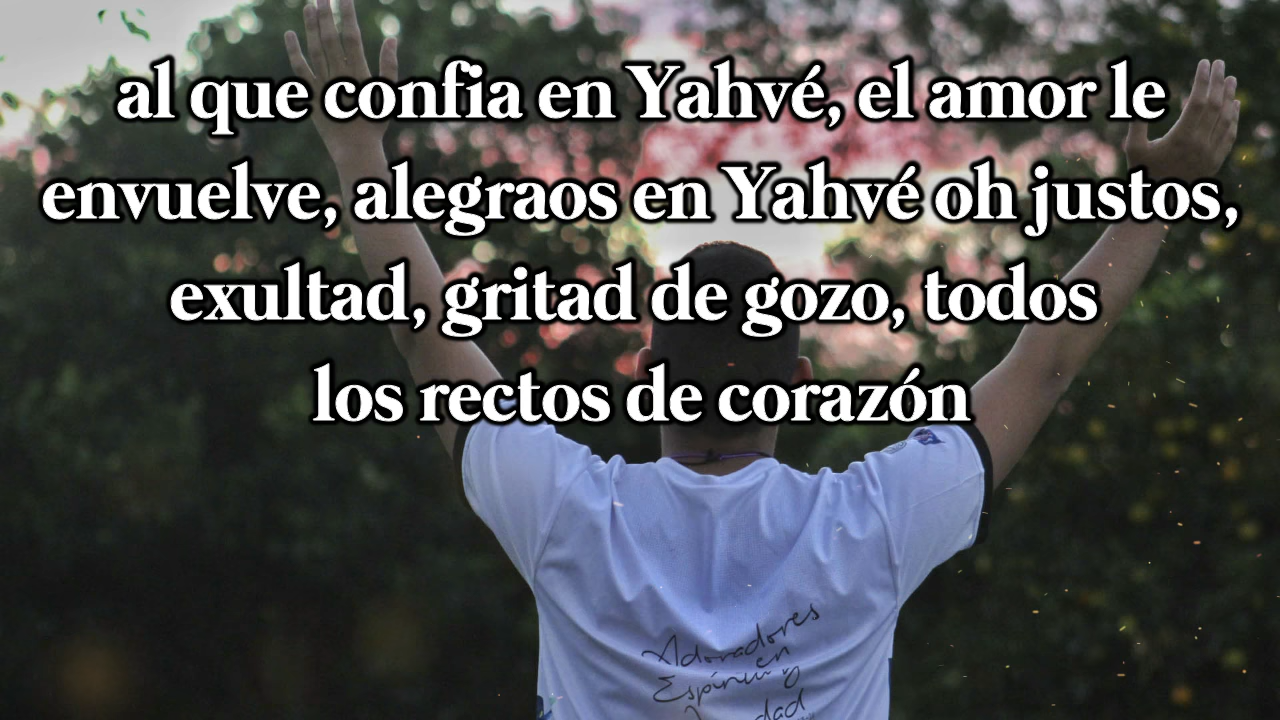 al que confia en Yahvé, el amor le
envuelve, alegraos en Yahvé oh justos,
exultad, gritad de gozo, todos
los rectos de corazón
Adoradores
en
Espíritu y